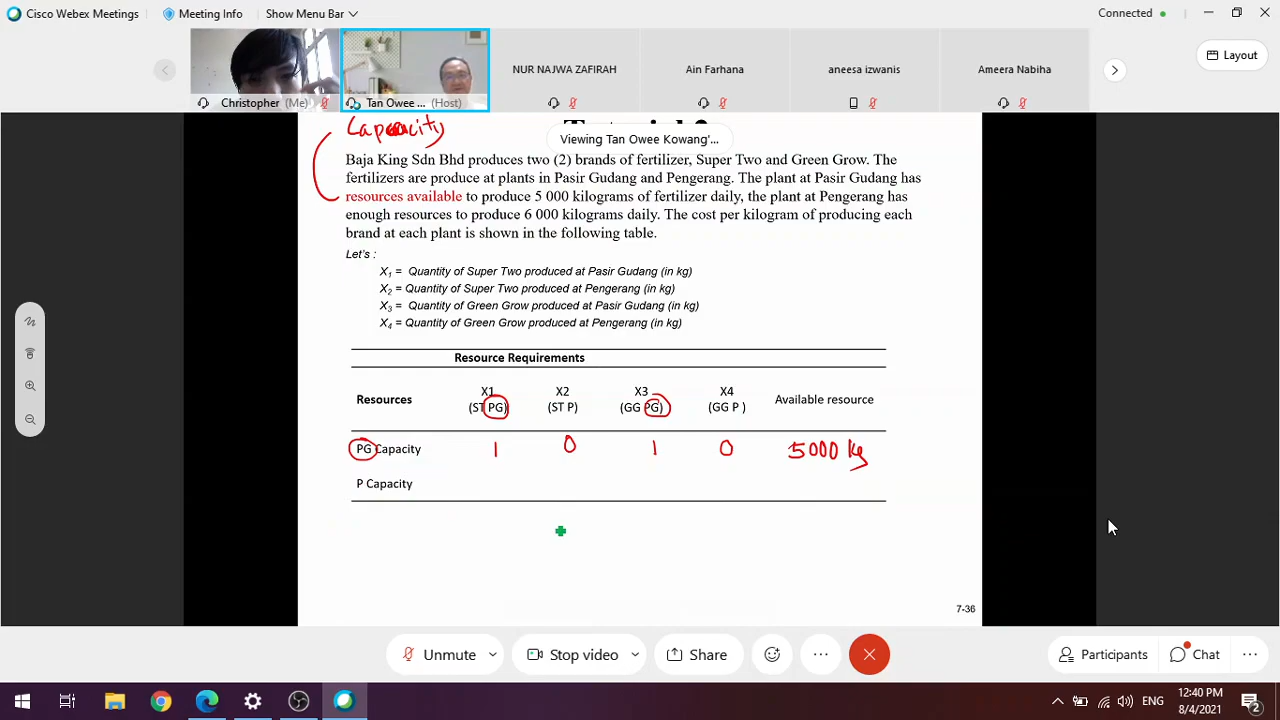 Cisco Webex Meetings
Meeting Info
Show Menu Bar
Connected
Layout
Christopher (Me)
Tan Owee ... (Host)
NUR NAJWA ZAFIRAH
Ain Farhana
aneesa izwanis
Ameera Nabiha
Capacity
Viewing Tan Owee Kowang'...
Baja King Sdn Bhd produces two (2) brands of fertilizer, Super Two and Green Grow. The
fertilizers are produce at plants in Pasir Gudang and Pengerang. The plant at Pasir Gudang has
resources available to produce 5 000 kilograms of fertilizer daily, the plant at Pengerang has
enough resources to produce 6 000 kilograms daily. The cost per kilogram of producing each
brand at each plant is shown in the following table.
Let's :
X1 = Quantity of Super Two produced at Pasir Gudang (in kg)
X2 = Quantity of Super Two produced at Pengerang (in kg)
X3 = Quantity of Green Grow produced at Pasir Gudang (in kg)
X4 = Quantity of Green Grow produced at Pengerang (in kg)
Resource Requirements
Resources X1 (ST PG) X2 (ST P) X3 (GG PG) X4 (GG P ) Available resource
PG Capacity 1 0 1 0 5000 kg
P Capacity
7-36
Unmute
Stop video
Share
Participants
Chat
ENG
12:40 PM
8/4/2021
2